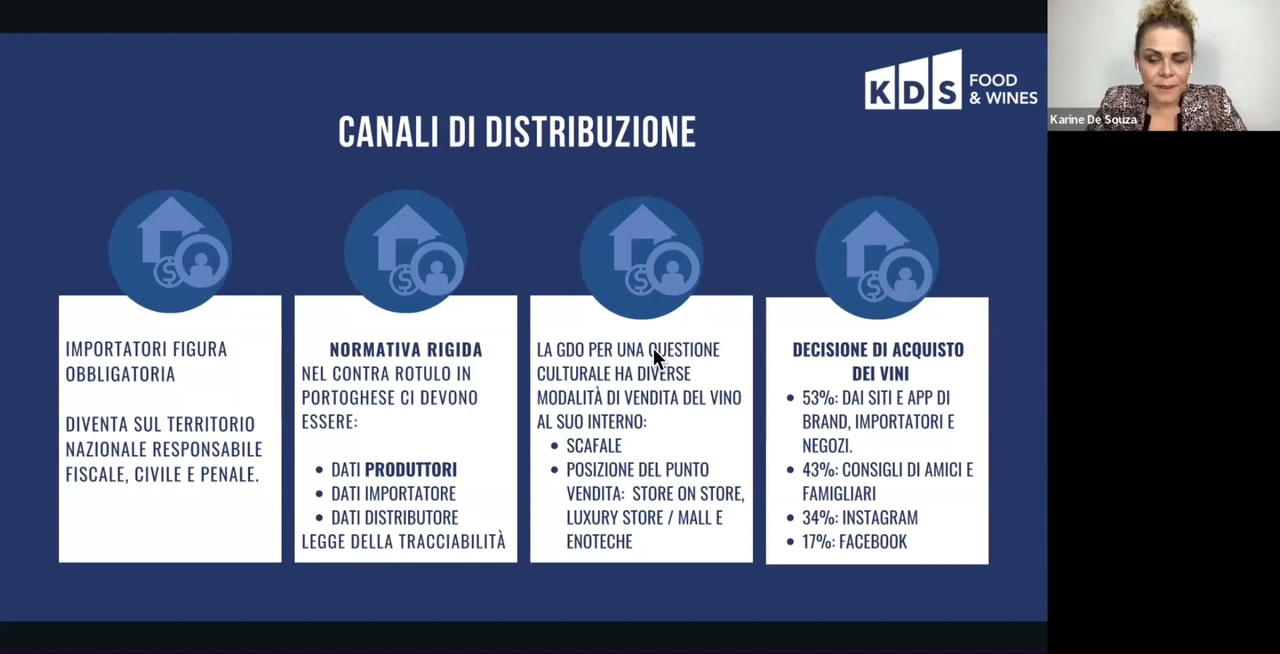 KDS FOOD
& WINES
Karine De Souza
CANALI DI DISTRIBUZIONE
IMPORTATORI FIGURA
OBBLIGATORIA
DIVENTA SUL TERRITORIO
NAZIONALE RESPONSABILE
FISCALE, CIVILE E PENALE.
NORMATIVA RIGIDA
NEL CONTRA ROTULO IN
PORTOGHESE CI DEVONO
ESSERE:
• DATI PRODUTTORI
• DATI IMPORTATORE
• DATI DISTRIBUTORE
LEGGE DELLA TRACCIABILITÀ
LA GDO PER UNA QUESTIONE
CULTURALE HA DIVERSE
MODALITÀ DI VENDITA DEL VINO
AL SUO INTERNO:
• SCAFALE
• POSIZIONE DEL PUNTO
VENDITA: STORE ON STORE,
LUXURY STORE / MALL E
ENOTECHE
DECISIONE DI ACQUISTO
DEI VINI
• 53%: DAI SITI E APP DI
BRAND, IMPORTATORI E
NEGOZI.
• 43%: CONSIGLI DI AMICI E
FAMIGLIARI
• 34%: INSTAGRAM
• 17%: FACEBOOK